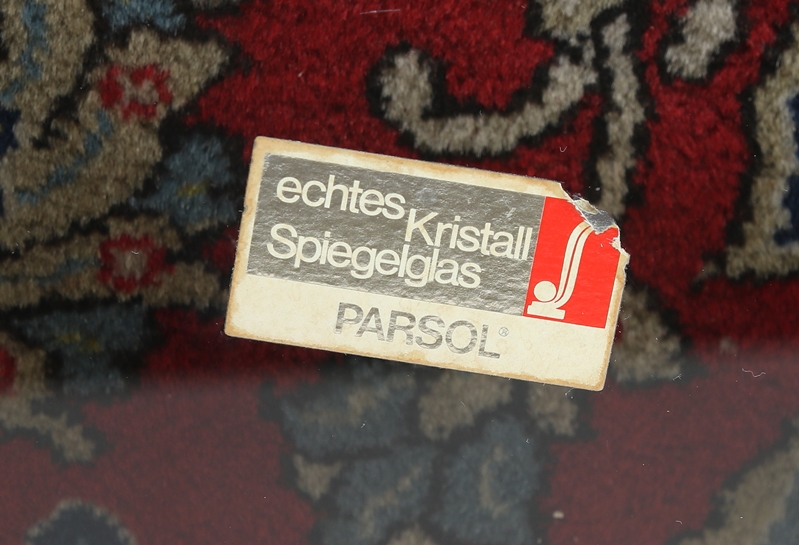 echtes
Kristall
Spiegelglas
PARSOL®